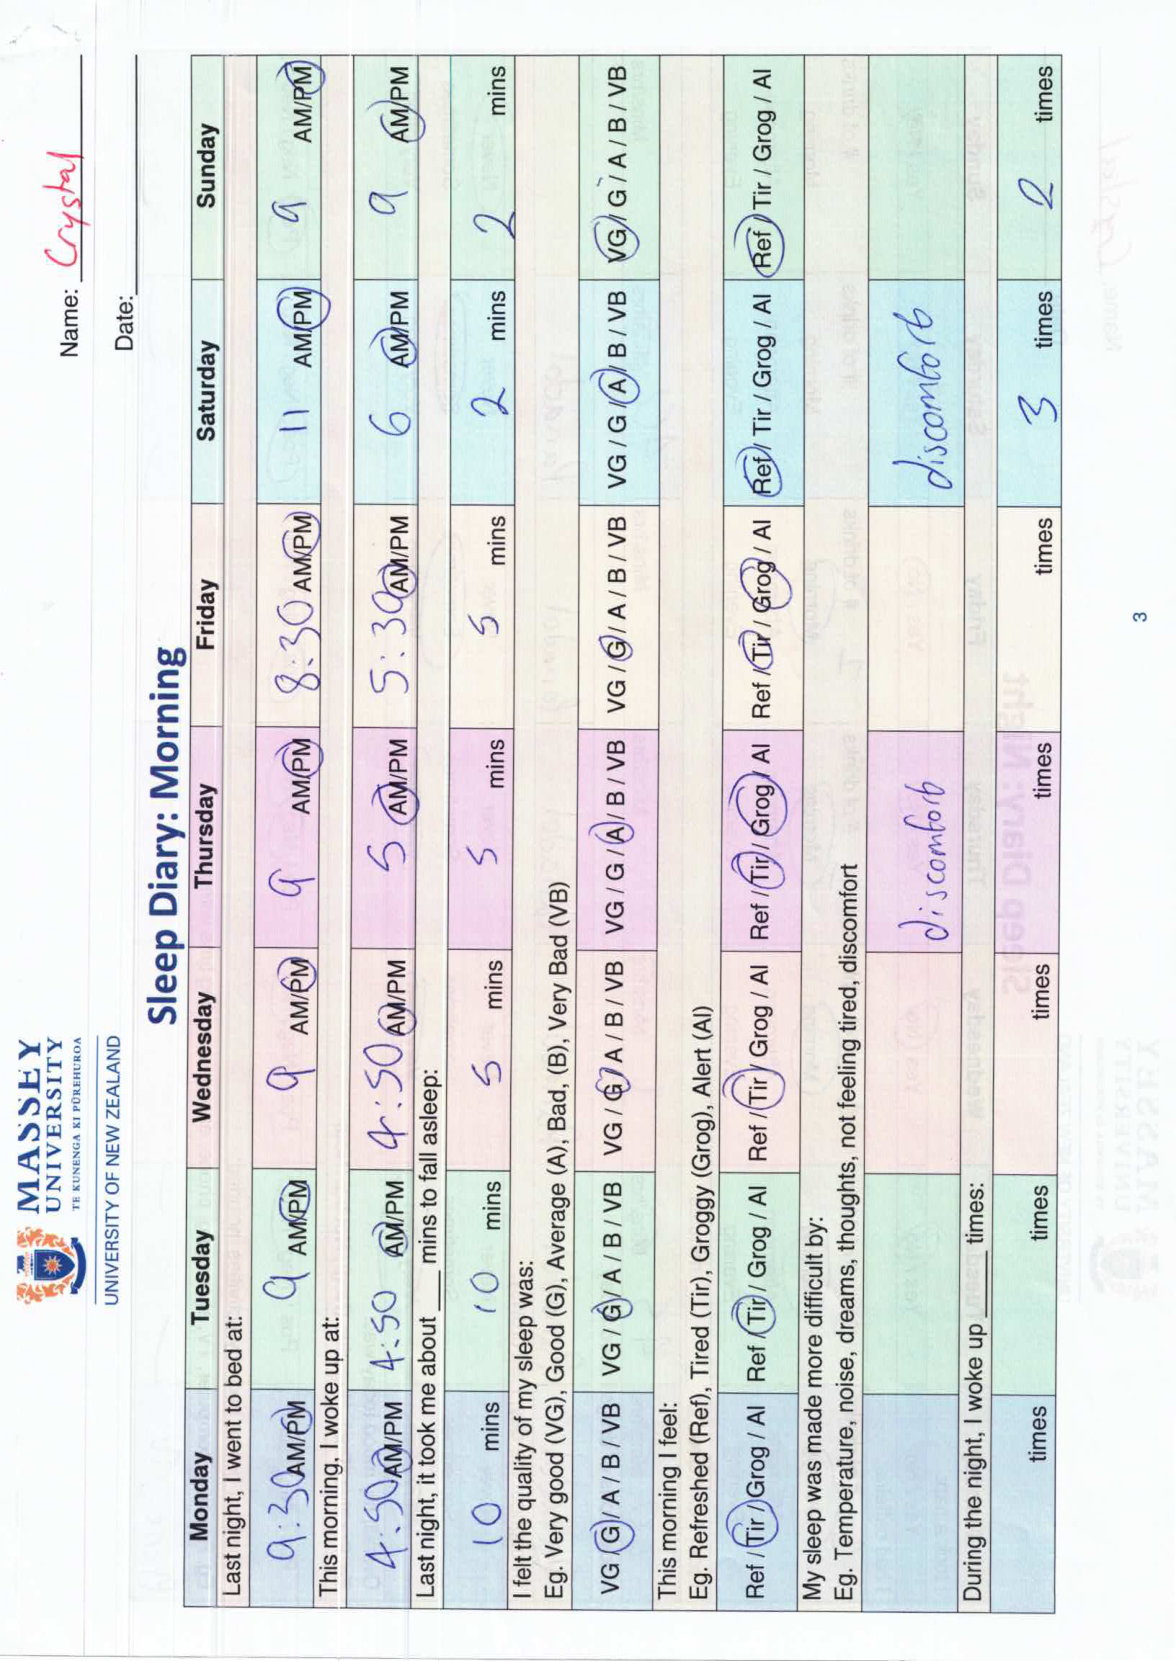 MASSEY
UNIVERSITY
TE KUNENGA KI PŪREHUROA
UNIVERSITY OF NEW ZEALAND
Name: Crystal
Date:
Sleep Diary: Morning
Monday Tuesday Wednesday Thursday Friday Saturday Sunday
Last night, I went to bed at:
9:30 AM/PM 9 AM/PM 9 AM/PM 9 AM/PM 8:30 AM/PM 11 AM/PM 9 AM/PM
This morning, I woke up at:
4:50 AM/PM 4:50 AM/PM 4:50 AM/PM 5 AM/PM 5:30 AM/PM 6 AM/PM 9 AM/PM
Last night, it took me about ____ mins to fall asleep:
10 mins 10 mins 5 mins 5 mins 5 mins 2 mins 2 mins
I felt the quality of my sleep was:
Eg. Very good (VG), Good (G), Average (A), Bad, (B), Very Bad (VB)
VG / G / A / B / VB VG / G / A / B / VB VG / G / A / B / VB VG / G / A / B / VB VG / G / A / B / VB VG / G / A / B / VB VG / G / A / B / VB
This morning I feel:
Eg. Refreshed (Ref), Tired (Tir), Groggy (Grog), Alert (Al)
Ref / Tir / Grog / Al Ref / Tir / Grog / Al Ref / Tir / Grog / Al Ref / Tir / Grog / Al Ref / Tir / Grog / Al Ref / Tir / Grog / Al Ref / Tir / Grog / Al
My sleep was made more difficult by:
Eg. Temperature, noise, dreams, thoughts, not feeling tired, discomfort
discomfort discomfort
During the night, I woke up ____ times:
times times times times times 3 times 2 times
3